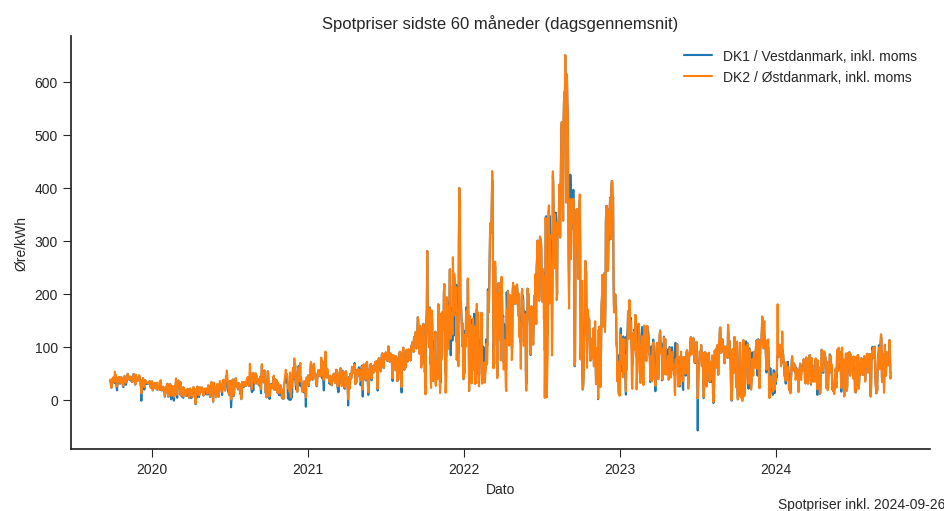 Spotpriser sidste 60 måneder (dagsgennemsnit)
DK1 / Vestdanmark, inkl. moms
DK2 / Østdanmark, inkl. moms
600
500
400
300
200
100
0
Øre/kWh
2020
2021
2022
2023
2024
Dato
Spotpriser inkl. 2024-09-26